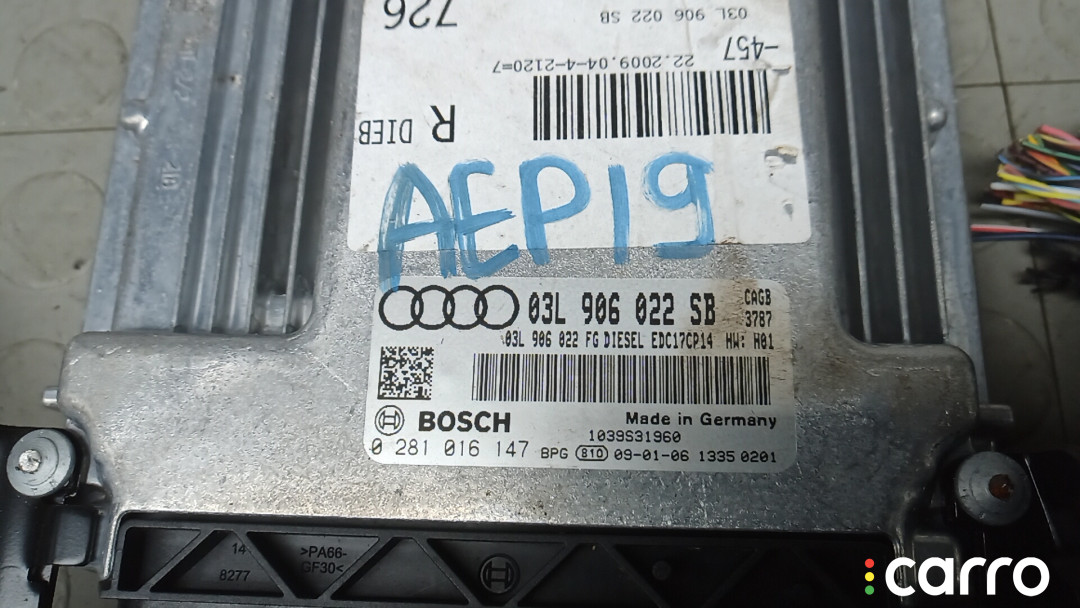 726
03L 906 022 SB
-457
22.2009.04-4-2120=7
R DIEB
AEP19
03L 906 022 SB CAGB 3787
03L 906 022 FG DIESEL EDC17CP14 HW: H01
BOSCH Made in Germany
1039S31960
0 281 016 147 BPG 810 09-01-06 1335 0201
14 >PA66-
8277 GF30<
carro